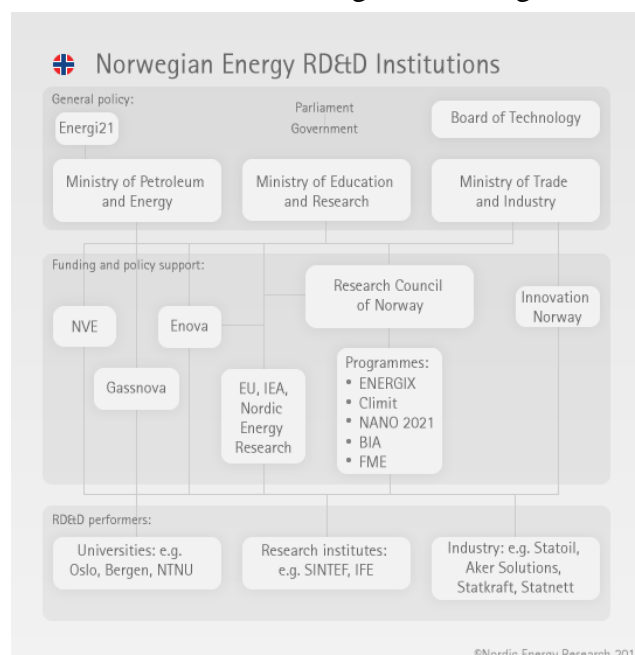 Norwegian Energy RD&D Institutions
General policy:
Energi21
Parliament
Government
Board of Technology
Ministry of Petroleum
and Energy
Ministry of Education
and Research
Ministry of Trade
and Industry
Funding and policy support:
Research Council
of Norway
Innovation
Norway
NVE
Enova
Gassnova
EU, IEA,
Nordic
Energy
Research
Programmes:
• ENERGIX
• Climit
• NANO 2021
• BIA
• FME
RD&D performers:
Universities: e.g.
Oslo, Bergen, NTNU
Research institutes:
e.g. SINTEF, IFE
Industry: e.g. Statoil,
Aker Solutions,
Statkraft, Statnett
©Nordic Energy Research 201